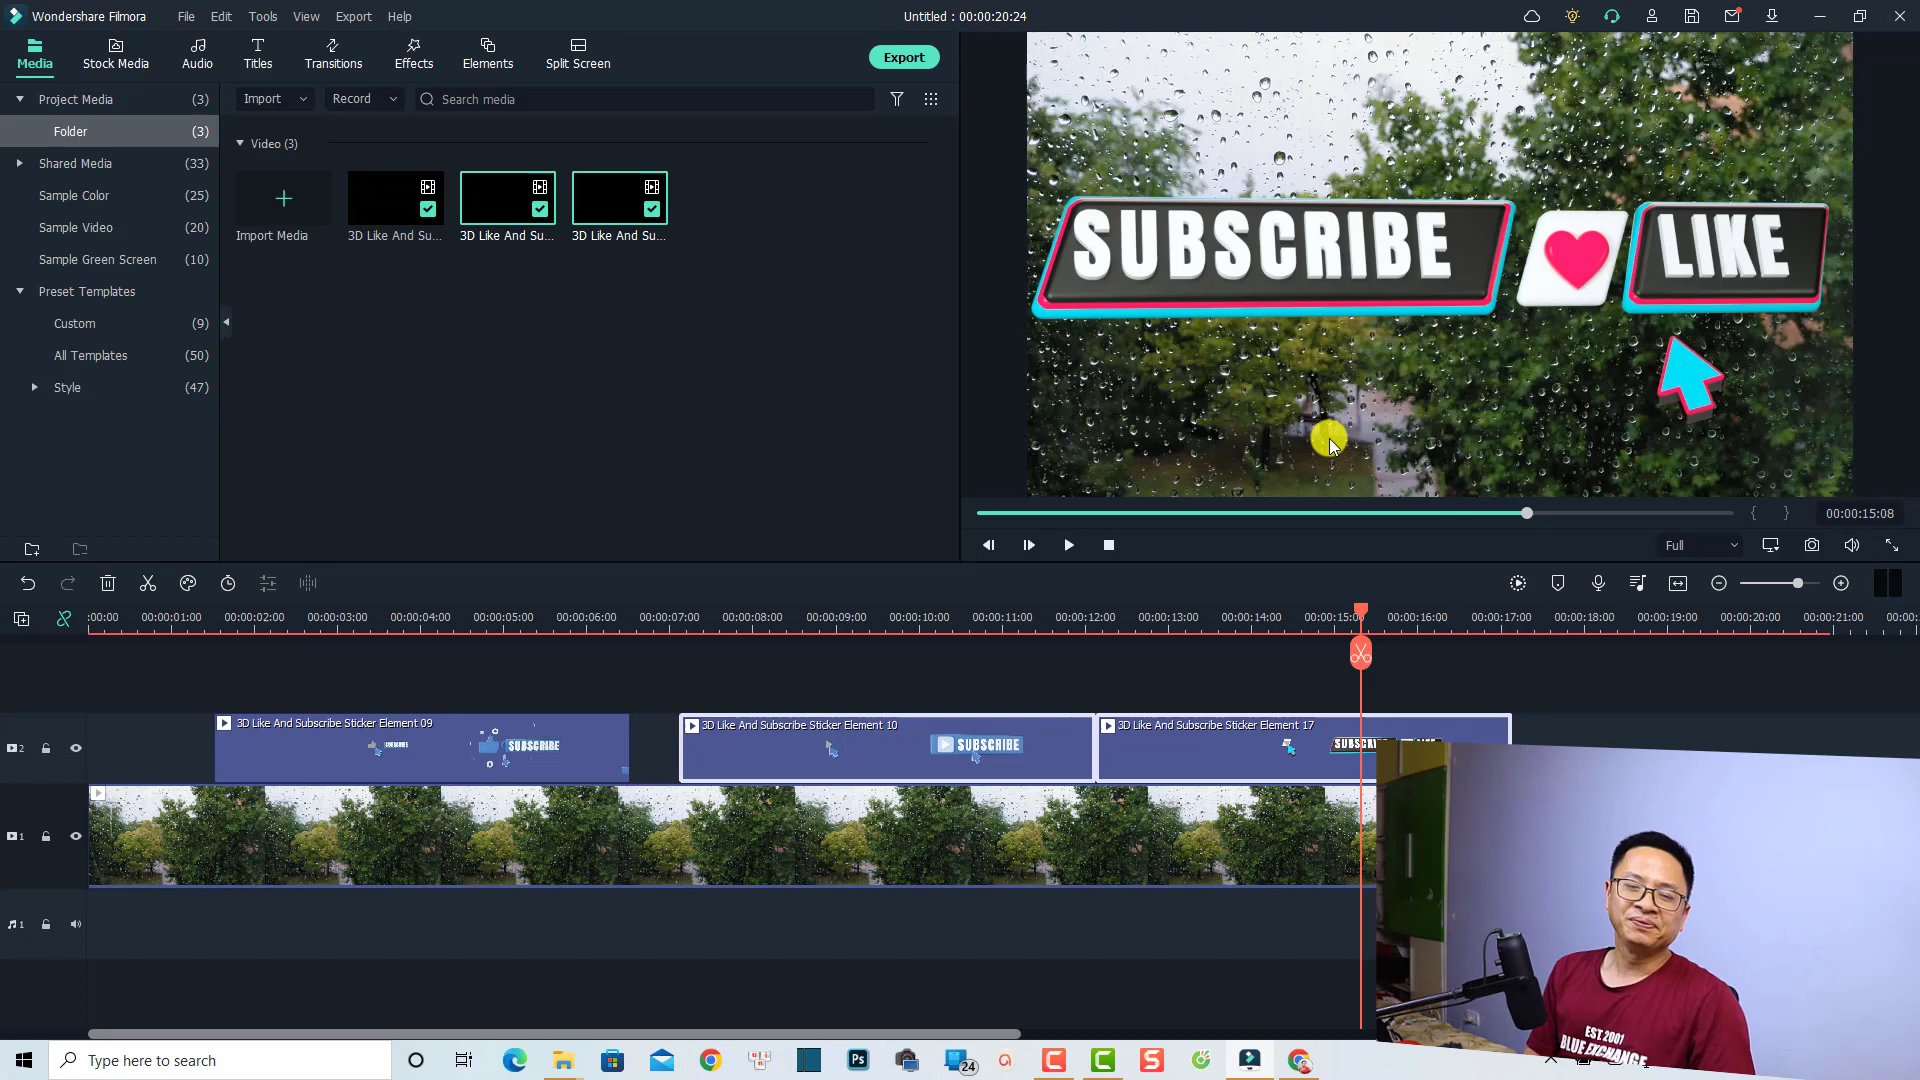 Wondershare Filmora
File Edit Tools View Export Help
Untitled : 00:00:20:24
Media Stock Media Audio Titles Transitions Effects Elements Split Screen
Export
Project Media (3)
Folder (3)
Shared Media (33)
Sample Color (25)
Sample Video (20)
Sample Green Screen (10)
Preset Templates
Custom (9)
All Templates (50)
Style (47)
Import Record Search media
Video (3)
Import Media 3D Like And Su... 3D Like And Su... 3D Like And Su...
SUBSCRIBE LIKE
00:00:15:08
Full
:00:00 00:00:01:00 00:00:02:00 00:00:03:00 00:00:04:00 00:00:05:00 00:00:06:00 00:00:07:00 00:00:08:00 00:00:09:00 00:00:10:00 00:00:11:00 00:00:12:00 00:00:13:00 00:00:14:00 00:00:15:00 00:00:16:00 00:00:17:00 00:00:18:00 00:00:19:00 00:00:20:00 00:00:21:00 00:00:
2
3D Like And Subscribe Sticker Element 09
3D Like And Subscribe Sticker Element 10
3D Like And Subscribe Sticker Element 17
SUBSCRIBE
SUBSCRIBE
1
1
EST. 2001
BLUE EXCHANGE
Type here to search
Ps
24